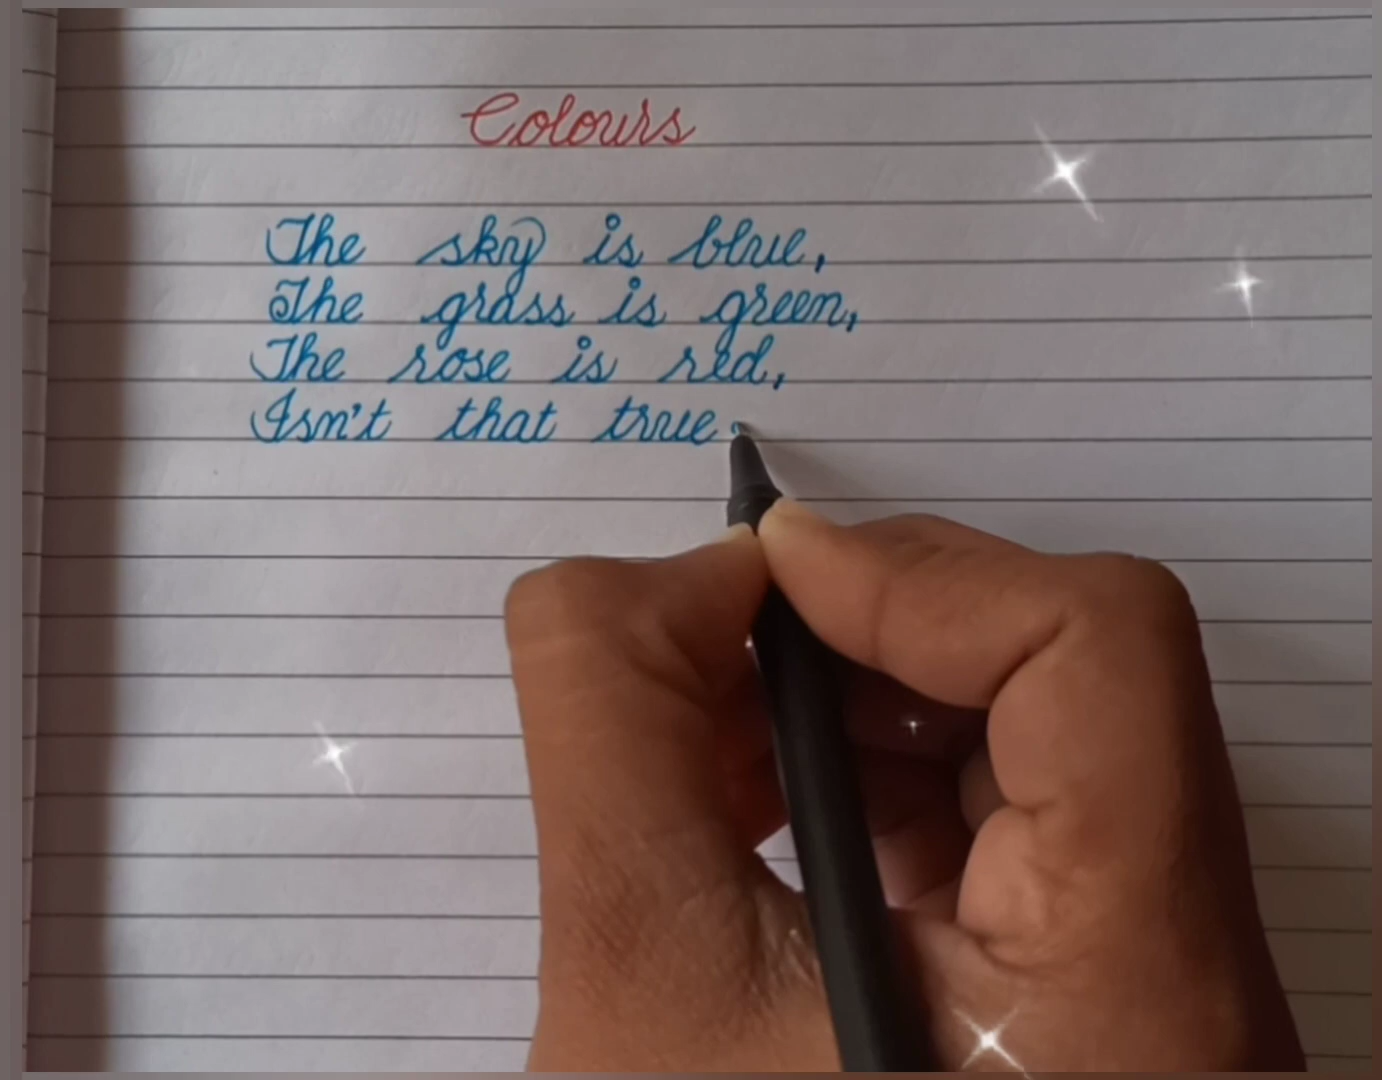 Colours
The sky is blue,
The grass is green,
The rose is red,
Isn't that true